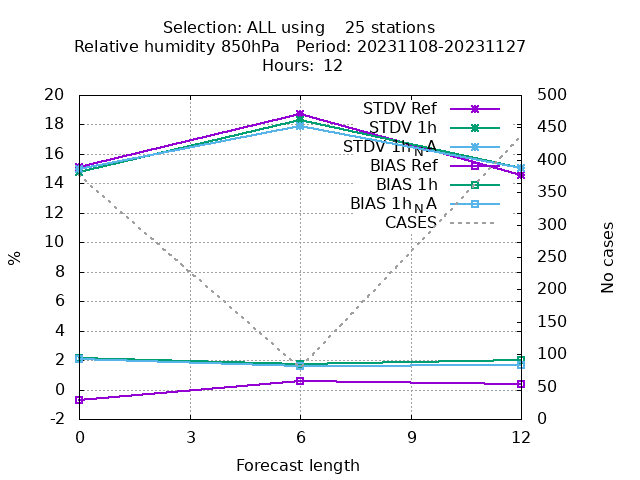 Selection: ALL using    25 stations
Relative humidity 850hPa   Period: 20231108-20231127
Hours:  12
STDV Ref
STDV 1h
STDV 1h_N A
BIAS Ref
BIAS 1h
BIAS 1h_N A
CASES
20
18
16
14
12
10
8
6
4
2
0
-2
%
500
450
400
350
300
250
200
150
100
50
0
No cases
0 3 6 9 12
Forecast length